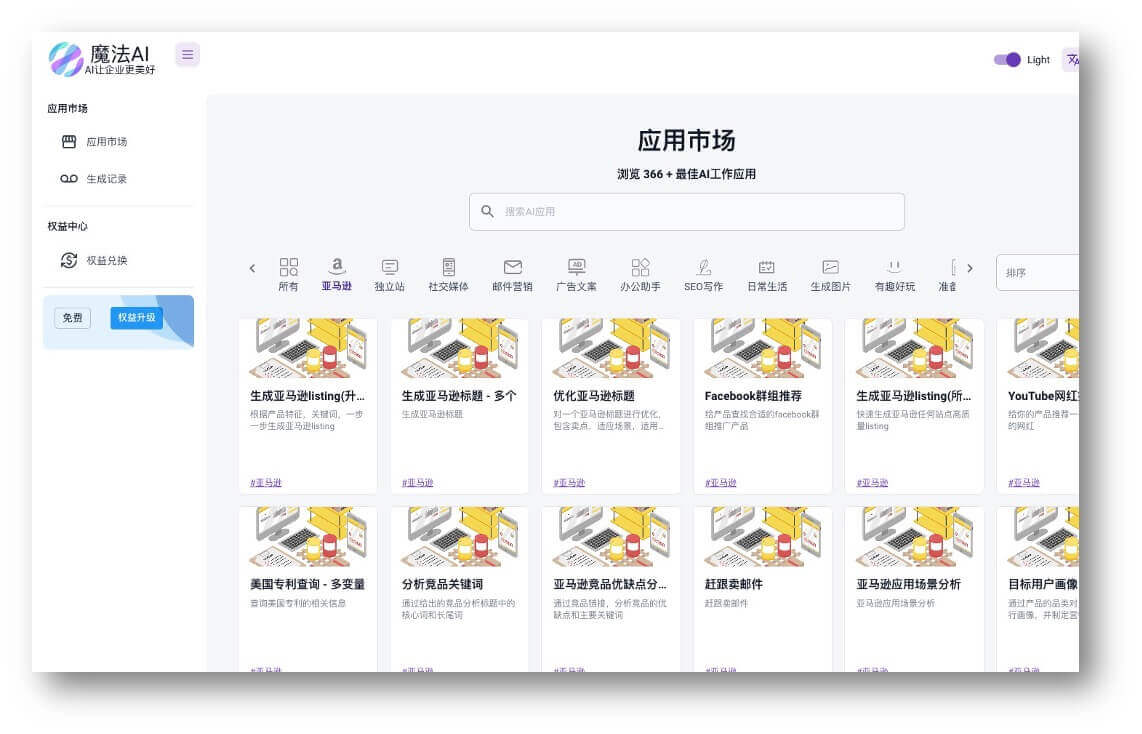 魔法AI
AI让企业更美好
Light
应用市场
应用市场
生成记录
权益中心
权益兑换
免费
权益升级
应用市场
浏览 366 + 最佳AI工作应用
搜索AI应用
所有
亚马逊
独立站
社交媒体
邮件营销
广告文案
办公助手
SEO写作
日常生活
生成图片
有趣好玩
准备
排序
生成亚马逊listing(升...
根据产品特征，关键词，一步
一步生成亚马逊listing
#亚马逊
生成亚马逊标题 - 多个
生成亚马逊标题
#亚马逊
优化亚马逊标题
对一个亚马逊标题进行优化，
包含卖点，适应场景，适用...
#亚马逊
Facebook群组推荐
给产品查找合适的facebook群
组推广产品
#亚马逊
生成亚马逊listing(所...
快速生成亚马逊任何站点高质
量listing
#亚马逊
YouTube网红
给你的产品推荐一
的网红
#亚马逊
美国专利查询 - 多变量
查询美国专利的相关信息
#亚马逊
分析竞品关键词
通过给出的竞品分析标题中的
核心词和长尾词
#亚马逊
亚马逊竞品优缺点分...
通过竞品链接，分析竞品的优
缺点和主要关键词
#亚马逊
赶跟卖邮件
赶跟卖邮件
#亚马逊
亚马逊应用场景分析
亚马逊应用场景分析
#亚马逊
目标用户画像
通过产品的品类对
行画像，并制定营
#亚马逊